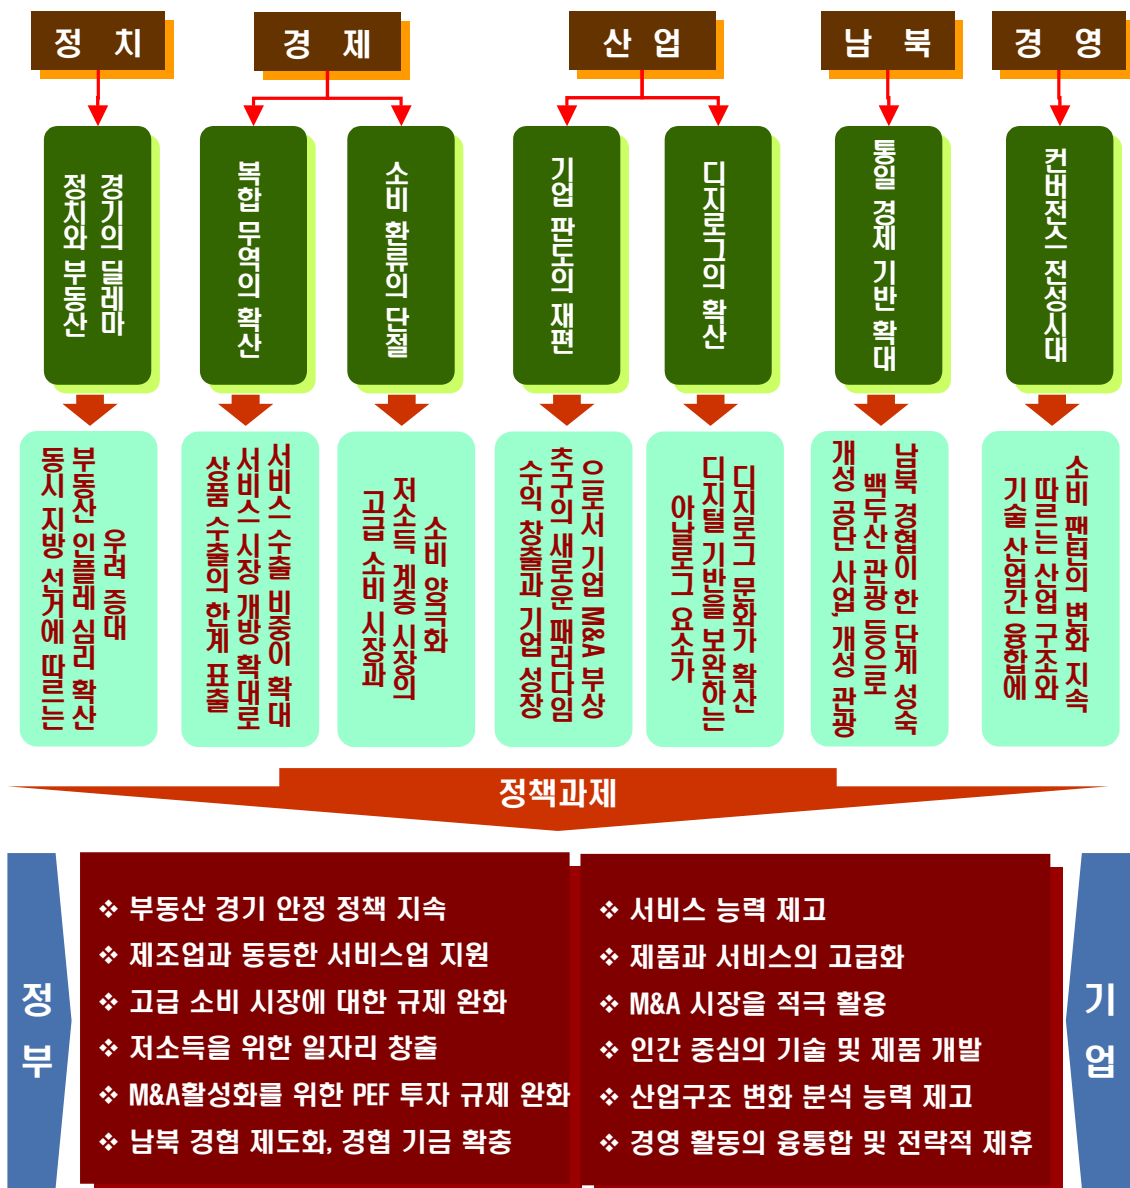 정 치
경 제
산 업
남 북
경 영
정치와 부동산
경기의 딜레마
복합 무역의 확산
소비 환류의 단절
기업 판도의 재편
디지로그의 확산
통일 경제 기반 확대
컨버전스 전성시대
동시 지방 선거에 따르는
부동산 인플레 심리 확산
우려 증대
상품 수출의 한계 표출
서비스 시장 개방 확대로
서비스 수출 비중이 확대
고급 소비 시장과
저소득 계층 시장의
소비 양극화
수익 창출과 기업 성장
추구의 새로운 패러다임
으로서 기업 M&A 부상
아날로그 요소가
디지털 기반을 보완하는
디지로그 문화가 확산
개성 공단 사업, 개성 관광
백두산 관광 등으로
남북 경협이 한 단계 성숙
기술 산업간 융합에
따르는 산업 구조와
소비 팬턴의 변화 지속
정책과제
정부
❖ 부동산 경기 안정 정책 지속
❖ 제조업과 동등한 서비스업 지원
❖ 고급 소비 시장에 대한 규제 완화
❖ 저소득을 위한 일자리 창출
❖ M&A활성화를 위한 PEF 투자 규제 완화
❖ 남북 경협 제도화, 경협 기금 확충
❖ 서비스 능력 제고
❖ 제품과 서비스의 고급화
❖ M&A 시장을 적극 활용
❖ 인간 중심의 기술 및 제품 개발
❖ 산업구조 변화 분석 능력 제고
❖ 경영 활동의 융통합 및 전략적 제휴
기업